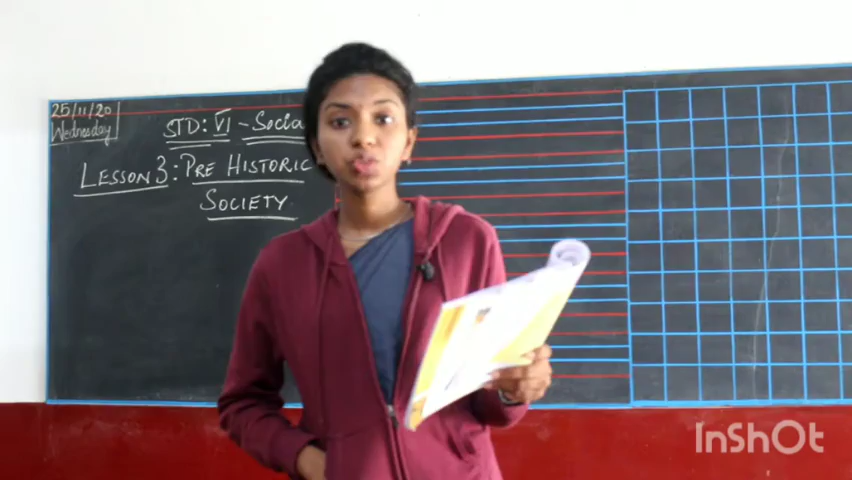 25/11/20
Wednesday
STD: VI - Socia
LESSON 3: PRE HISTORIC
SOCIETY
InShOt